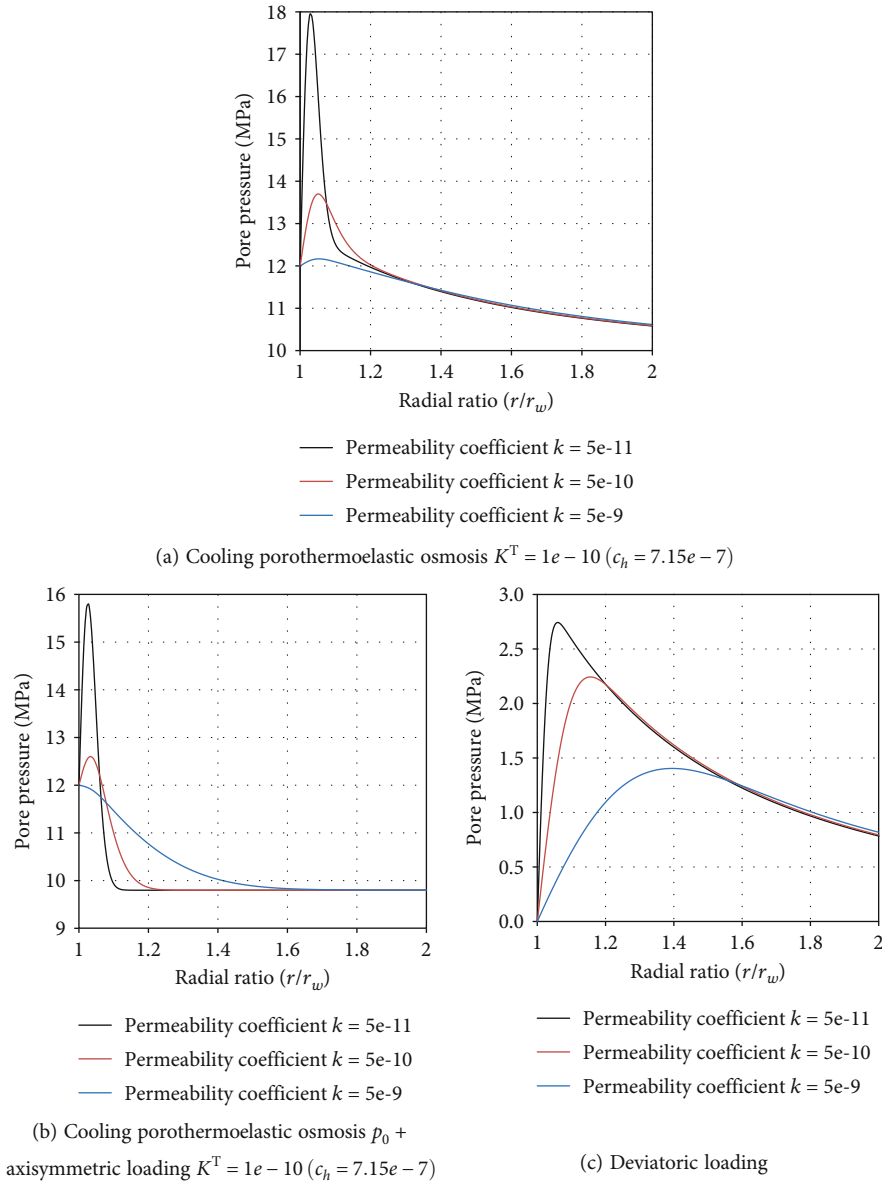 18
17
16
15
14
13
12
11
10
Pore pressure (MPa)
1
1.2
1.4
1.6
1.8
2
Radial ratio (r/r_w)
Permeability coefficient k = 5e-11
Permeability coefficient k = 5e-10
Permeability coefficient k = 5e-9
(a) Cooling porothermoelastic osmosis K^T = 1e − 10 (c_h = 7.15e − 7)
16
15
14
13
12
11
10
9
Pore pressure (MPa)
1
1.2
1.4
1.6
1.8
2
Radial ratio (r/r_w)
Permeability coefficient k = 5e-11
Permeability coefficient k = 5e-10
Permeability coefficient k = 5e-9
(b) Cooling porothermoelastic osmosis p_0 +
axisymmetric loading K^T = 1e − 10 (c_h = 7.15e − 7)
3.0
2.5
2.0
1.5
1.0
0.5
0.0
Pore pressure (MPa)
1
1.2
1.4
1.6
1.8
2
Radial ratio (r/r_w)
Permeability coefficient k = 5e-11
Permeability coefficient k = 5e-10
Permeability coefficient k = 5e-9
(c) Deviatoric loading